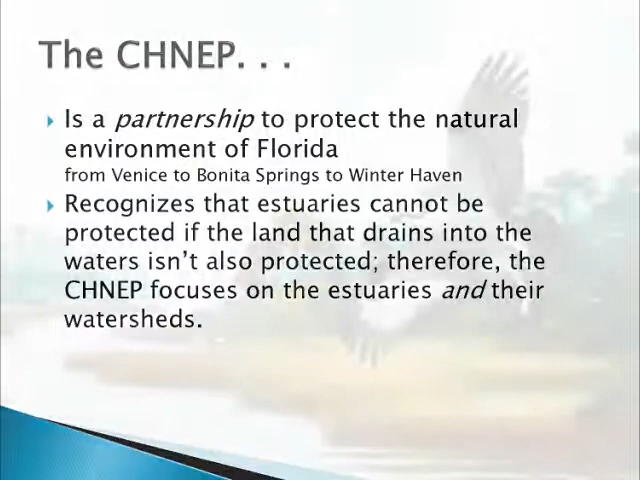 The CHNEP. . .
Is a partnership to protect the natural
environment of Florida
from Venice to Bonita Springs to Winter Haven
Recognizes that estuaries cannot be
protected if the land that drains into the
waters isn't also protected; therefore, the
CHNEP focuses on the estuaries and their
watersheds.